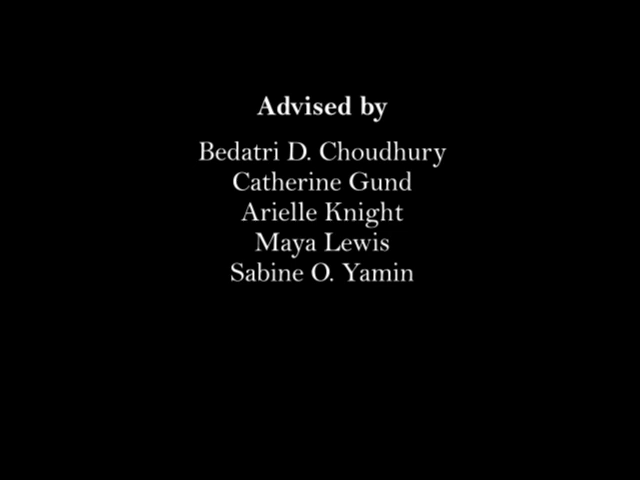 Advised by
Bedatri D. Choudhury
Catherine Gund
Arielle Knight
Maya Lewis
Sabine O. Yamin